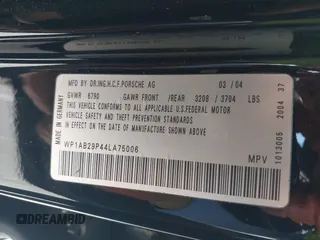 MFD BY DR.ING.H.C.F.PORSCHE AG 03 / 04
GVWR 6790 GAWR FRONT /REAR 3206 / 3704 LBS
THIS VEHICLE CONFORMS TO ALL APPLICABLE U.S.FEDERAL MOTOR
VEHICLE SAFETY AND THEFT PREVENTION STANDARDS IN EFFECT
ON THE DATE OF MANUFACTURE SHOWN ABOVE
WP1AB29P44LA75006 MPV
MADE IN GERMANY
1013005 2004 37
DREAMBID